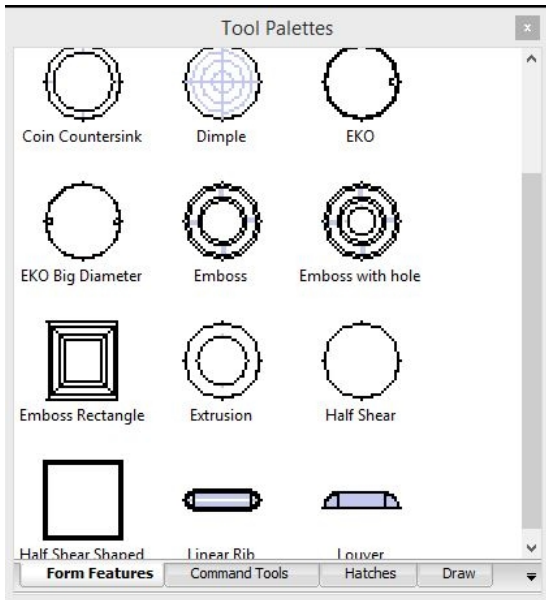 Tool Palettes
x
Coin Countersink
Dimple
EKO
EKO Big Diameter
Emboss
Emboss with hole
Emboss Rectangle
Extrusion
Half Shear
Half Shear Shaped
Linear Rib
Louver
Form Features
Command Tools
Hatches
Draw